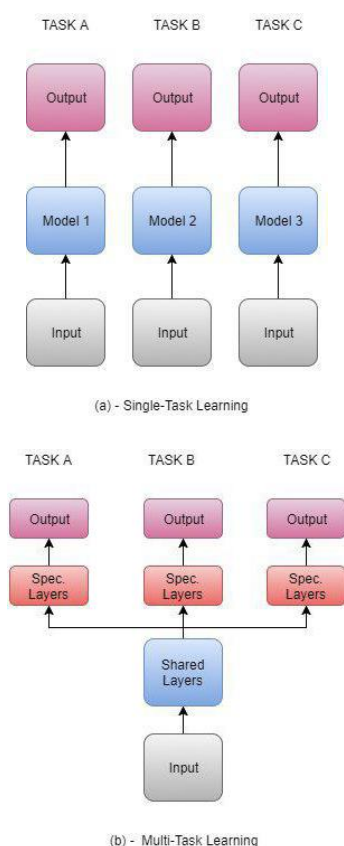 TASK A TASK B TASK C
Output Output Output
Model 1 Model 2 Model 3
Input Input Input
(a) - Single-Task Learning
TASK A TASK B TASK C
Output Output Output
Spec. Spec. Spec.
Layers Layers Layers
Shared
Layers
Input
(b) - Multi-Task Learning